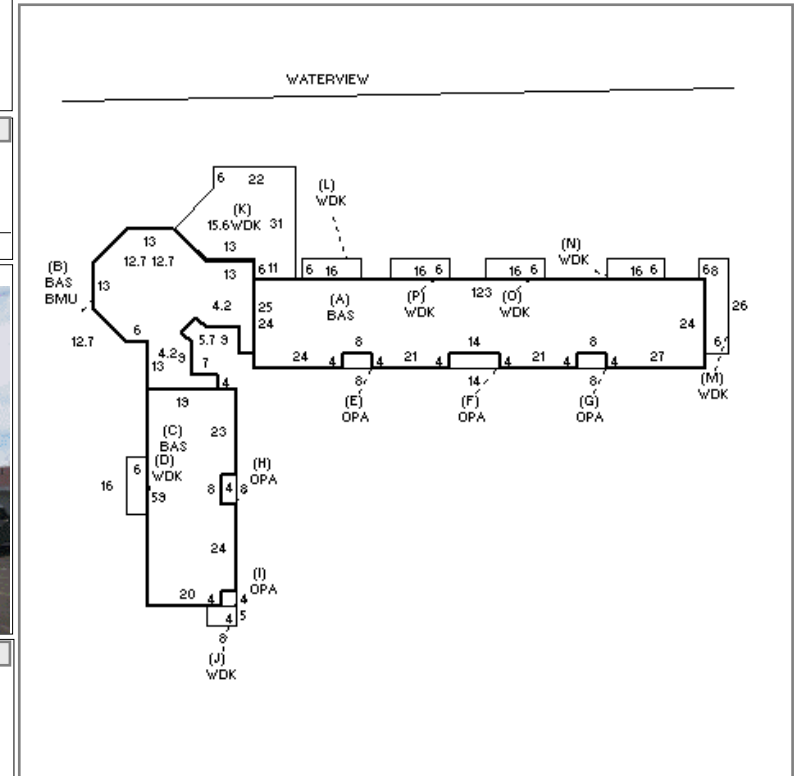 WATERVIEW
6 22
(L)
WDK
(K)
15.6 WDK 31
13
13
12.7 12.7
(N)
WDK
(B)
BAS
BMU
13
13
6 11
6 16
16 6
16 6
16 6
6 8
123
(A)
BAS
(P)
WDK
(O)
WDK
4.2
25
24
24
26
12.7
6
5.7 9
4.2 9
13
7
4
24
4
8
4
21
4
14
4
21
4
8
4
27
6
8
14
8
(E)
OPA
(F)
OPA
(G)
OPA
(M)
WDK
19
(C)
BAS
23
(D)
WDK
6
16
59
(H)
OPA
8 4 8
24
(I)
OPA
20
4
4
4 5
8
(J)
WDK